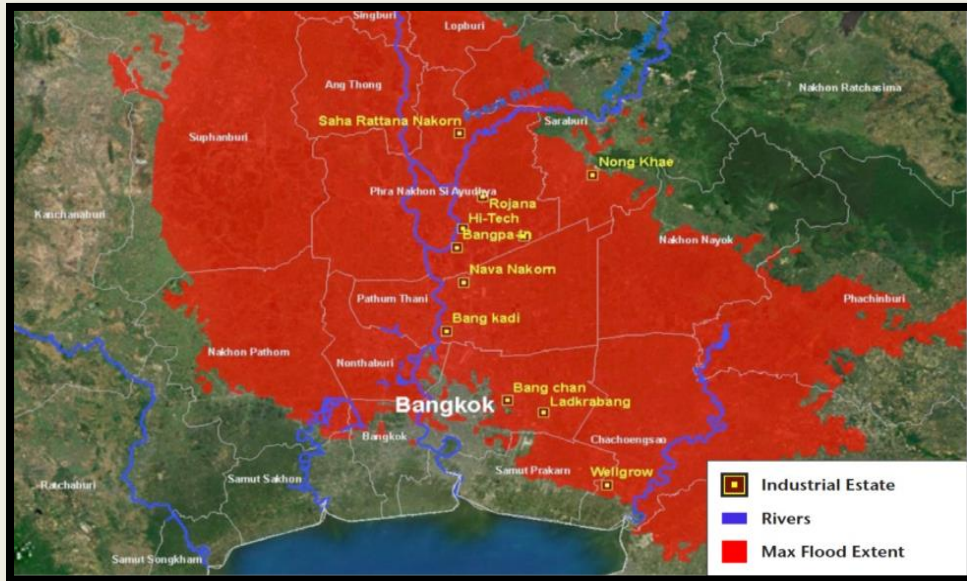 Singburi
Lopburi
Ang Thong
Nakhon Ratchasima
Saha Rattana Nakorn
Saraburi
Suphanburi
Nong Khae
Phra Nakhon Si Ayudhya
Rojana
Kanchanaburi
Hi-Tech
Bangpa-in
Nakhon Nayok
Nava Nakorn
Pathum Thani
Phachinburi
Bang kadi
Nakhon Pathom
Nonthaburi
Bang chan
Bangkok
Ladkrabang
Bangkok
Chachoengsao
Samut Prakarn
Wellgrow
Samut Sakhon
Ratchaburi
Samut Songkham
Industrial Estate
Rivers
Max Flood Extent